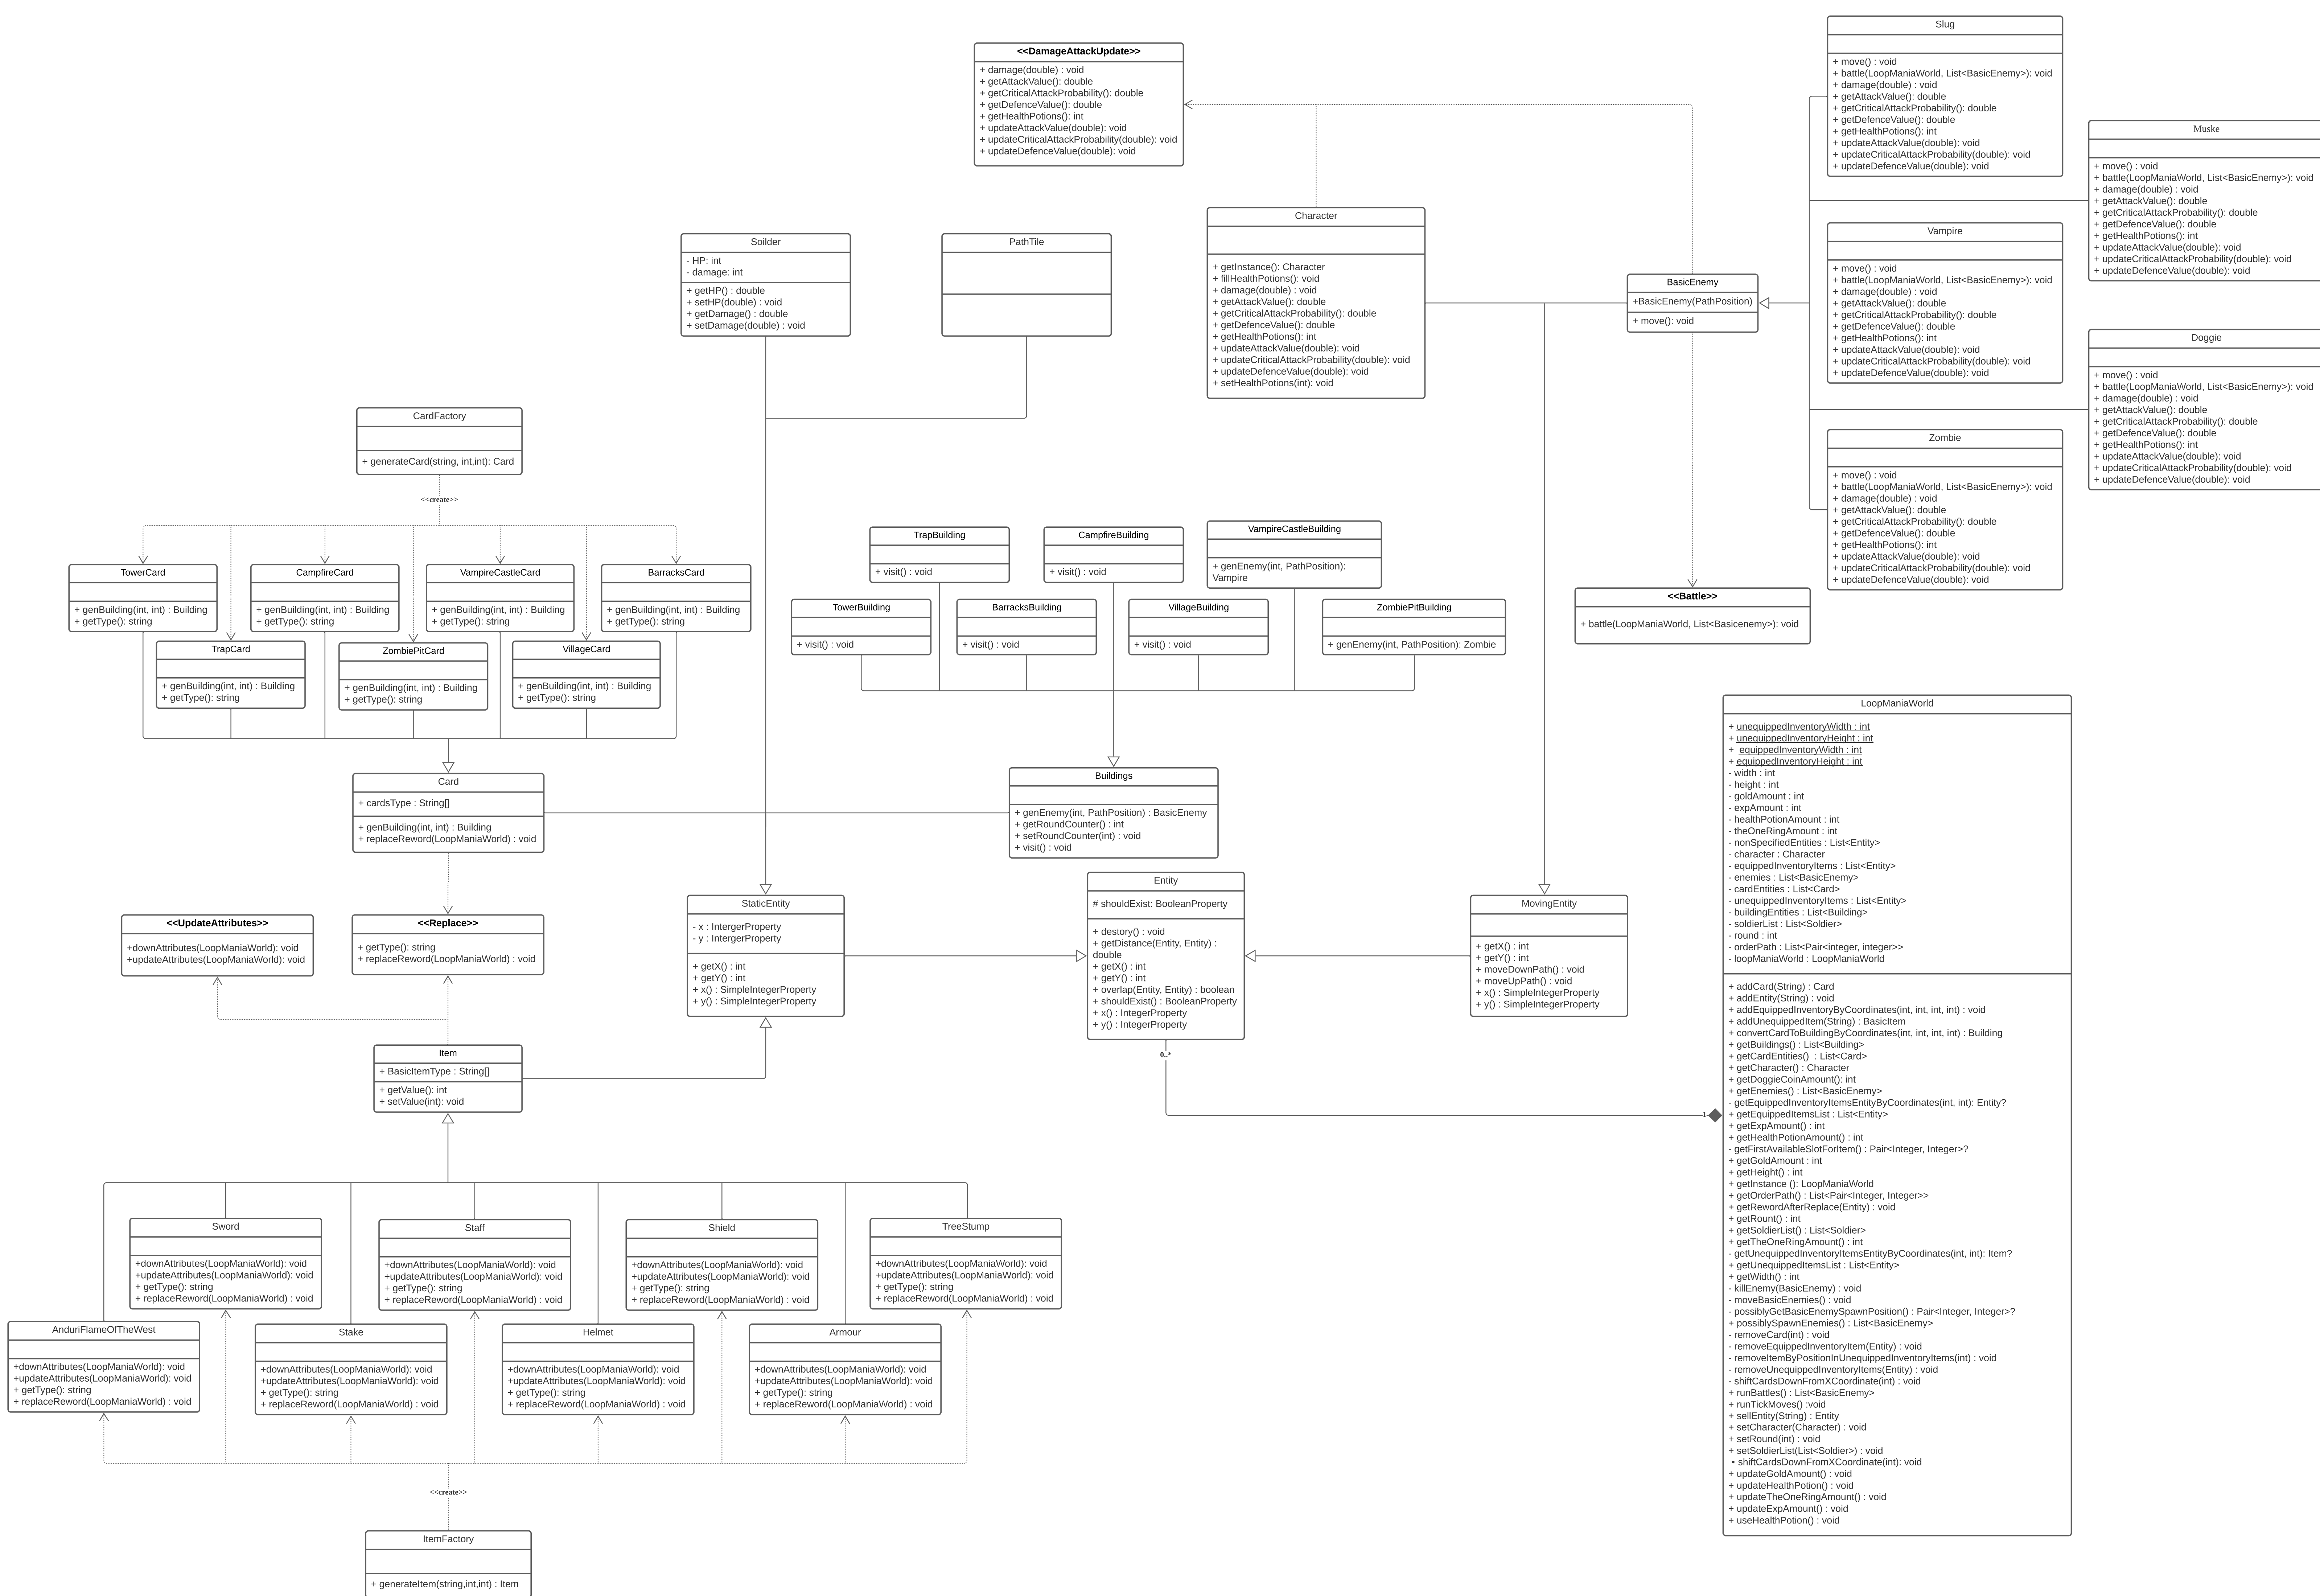 Slug
+ move() : void
+ battle(LoopManiaWorld, List<BasicEnemy>): void
+ damage(double) : void
+ getAttackValue(): double
+ getCriticalAttackProbability(): double
+ getDefenceValue(): double
+ getHealthPotions(): int
+ updateAttackValue(double): void
+ updateCriticalAttackProbability(double): void
+ updateDefenceValue(double): void
<<DamageAttackUpdate>>
+ damage(double) : void
+ getAttackValue(): double
+ getCriticalAttackProbability(): double
+ getDefenceValue(): double
+ getHealthPotions(): int
+ updateAttackValue(double): void
+ updateCriticalAttackProbability(double): void
+ updateDefenceValue(double): void
Muske
+ move() : void
+ battle(LoopManiaWorld, List<BasicEnemy>): void
+ damage(double) : void
+ getAttackValue(): double
+ getCriticalAttackProbability(): double
+ getDefenceValue(): double
+ getHealthPotions(): int
+ updateAttackValue(double): void
+ updateCriticalAttackProbability(double): void
+ updateDefenceValue(double): void
Character
+ getInstance(): Character
+ fillHealthPotions(): void
+ damage(double) : void
+ getAttackValue(): double
+ getCriticalAttackProbability(): double
+ getDefenceValue(): double
+ getHealthPotions(): int
+ updateAttackValue(double): void
+ updateCriticalAttackProbability(double): void
+ updateDefenceValue(double): void
+ setHealthPotions(int): void
Vampire
+ move() : void
+ battle(LoopManiaWorld, List<BasicEnemy>): void
+ damage(double) : void
+ getAttackValue(): double
+ getCriticalAttackProbability(): double
+ getDefenceValue(): double
+ getHealthPotions(): int
+ updateAttackValue(double): void
+ updateCriticalAttackProbability(double): void
+ updateDefenceValue(double): void
Soilder
- HP: int
- damage: int
+ getHP() : double
+ setHP(double) : void
+ getDamage() : double
+ setDamage(double) : void
PathTile
BasicEnemy
+BasicEnemy(PathPosition)
+ move(): void
Doggie
+ move() : void
+ battle(LoopManiaWorld, List<BasicEnemy>): void
+ damage(double) : void
+ getAttackValue(): double
+ getCriticalAttackProbability(): double
+ getDefenceValue(): double
+ getHealthPotions(): int
+ updateAttackValue(double): void
+ updateCriticalAttackProbability(double): void
+ updateDefenceValue(double): void
CardFactory
+ generateCard(string, int,int): Card
<<create>>
Zombie
+ move() : void
+ battle(LoopManiaWorld, List<BasicEnemy>): void
+ damage(double) : void
+ getAttackValue(): double
+ getCriticalAttackProbability(): double
+ getDefenceValue(): double
+ getHealthPotions(): int
+ updateAttackValue(double): void
+ updateCriticalAttackProbability(double): void
+ updateDefenceValue(double): void
TowerCard
+ genBuilding(int, int) : Building
+ getType(): string
CampfireCard
+ genBuilding(int, int) : Building
+ getType(): string
VampireCastleCard
+ genBuilding(int, int) : Building
+ getType(): string
BarracksCard
+ genBuilding(int, int) : Building
+ getType(): string
TrapCard
+ genBuilding(int, int) : Building
+ getType(): string
ZombiePitCard
+ genBuilding(int, int) : Building
+ getType(): string
VillageCard
+ genBuilding(int, int) : Building
+ getType(): string
TrapBuilding
+ visit() : void
CampfireBuilding
+ visit() : void
VampireCastleBuilding
+ genEnemy(int, PathPosition):
Vampire
TowerBuilding
+ visit() : void
BarracksBuilding
+ visit() : void
VillageBuilding
+ visit() : void
ZombiePitBuilding
+ genEnemy(int, PathPosition): Zombie
<<Battle>>
+ battle(LoopManiaWorld, List<Basicenemy>): void
Card
+ cardsType : String[]
+ genBuilding(int, int) : Building
+ replaceReword(LoopManiaWorld) : void
Buildings
+ genEnemy(int, PathPosition) : BasicEnemy
+ getRoundCounter() : int
+ setRoundCounter(int) : void
+ visit() : void
<<UpdateAttributes>>
+downAttributes(LoopManiaWorld): void
+updateAttributes(LoopManiaWorld): void
<<Replace>>
+ getType(): string
+ replaceReword(LoopManiaWorld) : void
StaticEntity
- x : IntergerProperty
- y : IntergerProperty
+ getX() : int
+ getY() : int
+ x() : SimpleIntegerProperty
+ y() : SimpleIntegerProperty
Entity
# shouldExist: BooleanProperty
+ destory() : void
+ getDistance(Entity, Entity) :
double
+ getX() : int
+ getY() : int
+ overlap(Entity, Entity) : boolean
+ shouldExist() : BooleanProperty
+ x() : IntegerProperty
+ y() : IntegerProperty
0..*
MovingEntity
+ getX() : int
+ getY() : int
+ moveDownPath() : void
+ moveUpPath() : void
+ x() : SimpleIntegerProperty
+ y() : SimpleIntegerProperty
1
LoopManiaWorld
+ unequippedInventoryWidth : int
+ unequippedInventoryHeight : int
+ equippedInventoryWidth : int
+ equippedInventoryHeight : int
- width : int
- height : int
- goldAmount : int
- expAmount : int
- healthPotionAmount : int
- theOneRingAmount : int
- nonSpecifiedEntities : List<Entity>
- character : Character
- equippedInventoryItems : List<Entity>
- enemies : List<BasicEnemy>
- cardEntities : List<Card>
- unequippedInventoryItems : List<Entity>
- buildingEntities : List<Building>
- soldierList : List<Soldier>
- round : int
- orderPath : List<Pair<integer, integer>>
- loopManiaWorld : LoopManiaWorld
+ addCard(String) : Card
+ addEntity(String) : void
+ addEquippedInventoryByCoordinates(int, int, int, int) : void
+ addUnequippedItem(String) : BasicItem
+ convertCardToBuildingByCoordinates(int, int, int, int) : Building
+ getBuildings() : List<Building>
+ getCardEntities()  : List<Card>
+ getCharacter() : Character
+ getDoggieCoinAmount(): int
+ getEnemies() : List<BasicEnemy>
- getEquippedInventoryItemsEntityByCoordinates(int, int): Entity?
+ getEquippedItemsList : List<Entity>
+ getExpAmount() : int
+ getHealthPotionAmount() : int
- getFirstAvailableSlotForItem() : Pair<Integer, Integer>?
+ getGoldAmount : int
+ getHeight() : int
+ getInstance (): LoopManiaWorld
+ getOrderPath() : List<Pair<Integer, Integer>>
+ getRewordAfterReplace(Entity) : void
+ getRount() : int
+ getSoldierList() : List<Soldier>
+ getTheOneRingAmount() : int
- getUnequippedInventoryItemsEntityByCoordinates(int, int): Item?
+ getUnequippedItemsList : List<Entity>
+ getWidth() : int
- killEnemy(BasicEnemy) : void
- moveBasicEnemies() : void
- possiblyGetBasicEnemySpawnPosition() : Pair<Integer, Integer>?
+ possiblySpawnEnemies() : List<BasicEnemy>
- removeCard(int) : void
- removeEquippedInventoryItem(Entity) : void
- removeItemByPositionInUnequippedInventoryItems(int) : void
- removeUnequippedInventoryItems(Entity) : void
- shiftCardsDownFromXCoordinate(int) : void
+ runBattles() : List<BasicEnemy>
+ runTickMoves() :void
+ sellEntity(String) : Entity
+ setCharacter(Character) : void
+ setRound(int) : void
+ setSoldierList(List<Soldier>) : void
• shiftCardsDownFromXCoordinate(int): void
+ updateGoldAmount() : void
+ updateHealthPotion() : void
+ updateTheOneRingAmount() : void
+ updateExpAmount() : void
+ useHealthPotion() : void
Item
+ BasicItemType : String[]
+ getValue(): int
+ setValue(int): void
Sword
+downAttributes(LoopManiaWorld): void
+updateAttributes(LoopManiaWorld): void
+ getType(): string
+ replaceReword(LoopManiaWorld) : void
Staff
+downAttributes(LoopManiaWorld): void
+updateAttributes(LoopManiaWorld): void
+ getType(): string
+ replaceReword(LoopManiaWorld) : void
Shield
+downAttributes(LoopManiaWorld): void
+updateAttributes(LoopManiaWorld): void
+ getType(): string
+ replaceReword(LoopManiaWorld) : void
TreeStump
+downAttributes(LoopManiaWorld): void
+updateAttributes(LoopManiaWorld): void
+ getType(): string
+ replaceReword(LoopManiaWorld) : void
AnduriFlameOfTheWest
+downAttributes(LoopManiaWorld): void
+updateAttributes(LoopManiaWorld): void
+ getType(): string
+ replaceReword(LoopManiaWorld) : void
Stake
+downAttributes(LoopManiaWorld): void
+updateAttributes(LoopManiaWorld): void
+ getType(): string
+ replaceReword(LoopManiaWorld) : void
Helmet
+downAttributes(LoopManiaWorld): void
+updateAttributes(LoopManiaWorld): void
+ getType(): string
+ replaceReword(LoopManiaWorld) : void
Armour
+downAttributes(LoopManiaWorld): void
+updateAttributes(LoopManiaWorld): void
+ getType(): string
+ replaceReword(LoopManiaWorld) : void
<<create>>
ItemFactory
+ generateItem(string,int,int) : Item